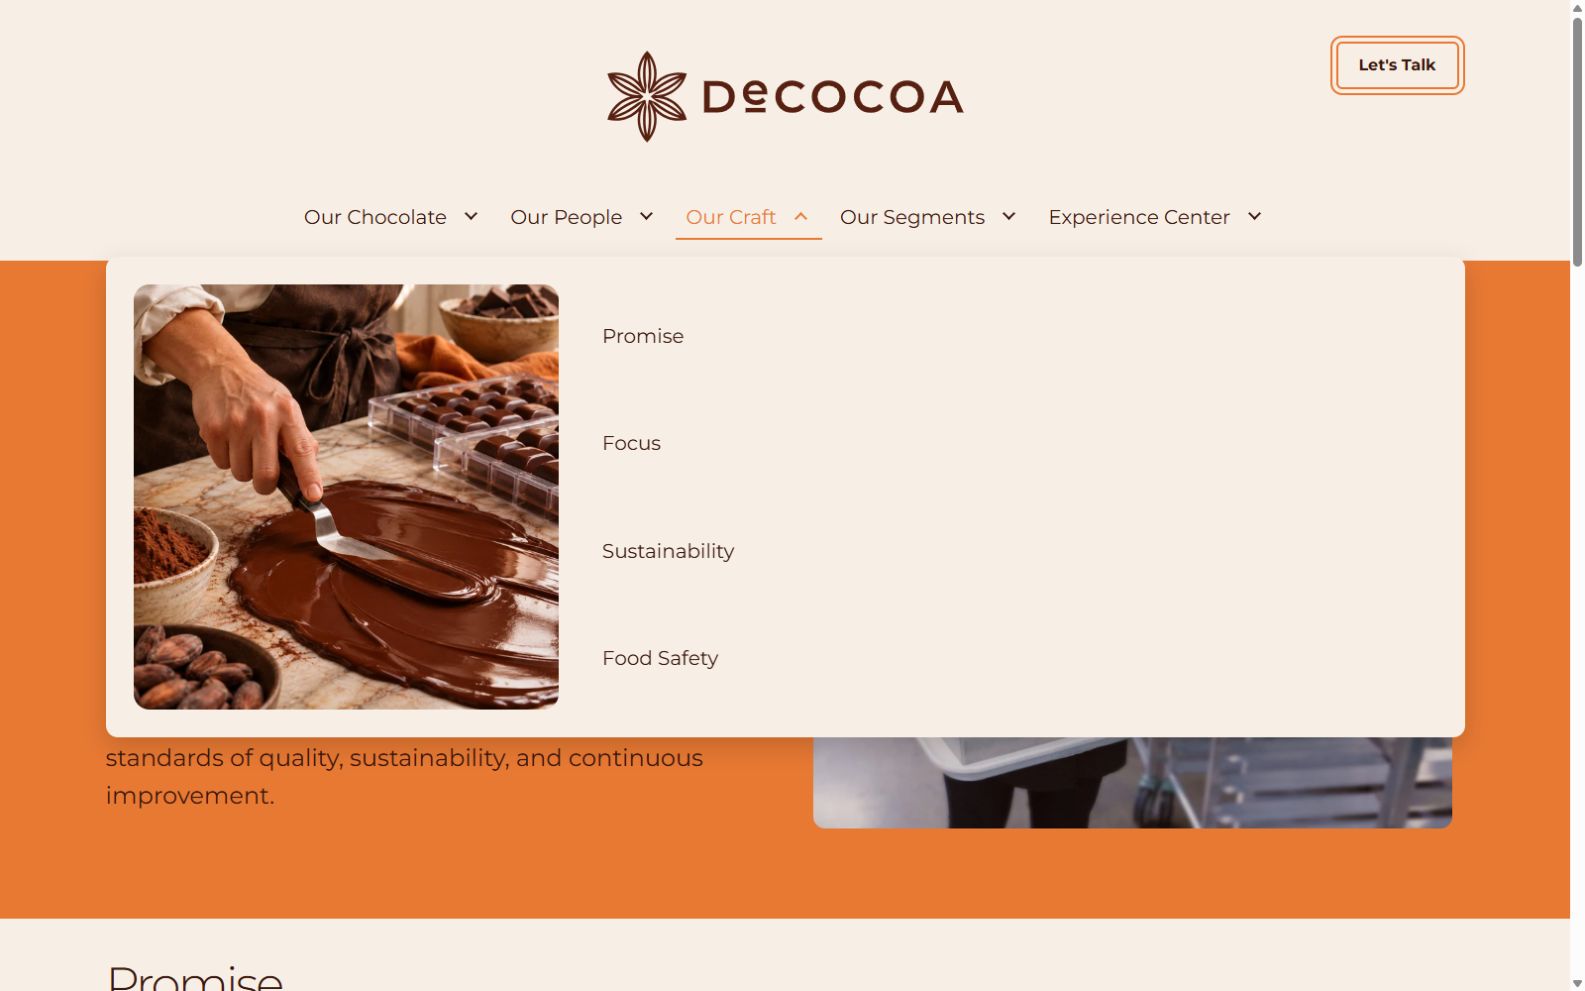 DeCOCOA
Let's Talk
Our Chocolate
Our People
Our Craft
Our Segments
Experience Center
Promise
Focus
Sustainability
Food Safety
standards of quality, sustainability, and continuous
improvement.
Promise